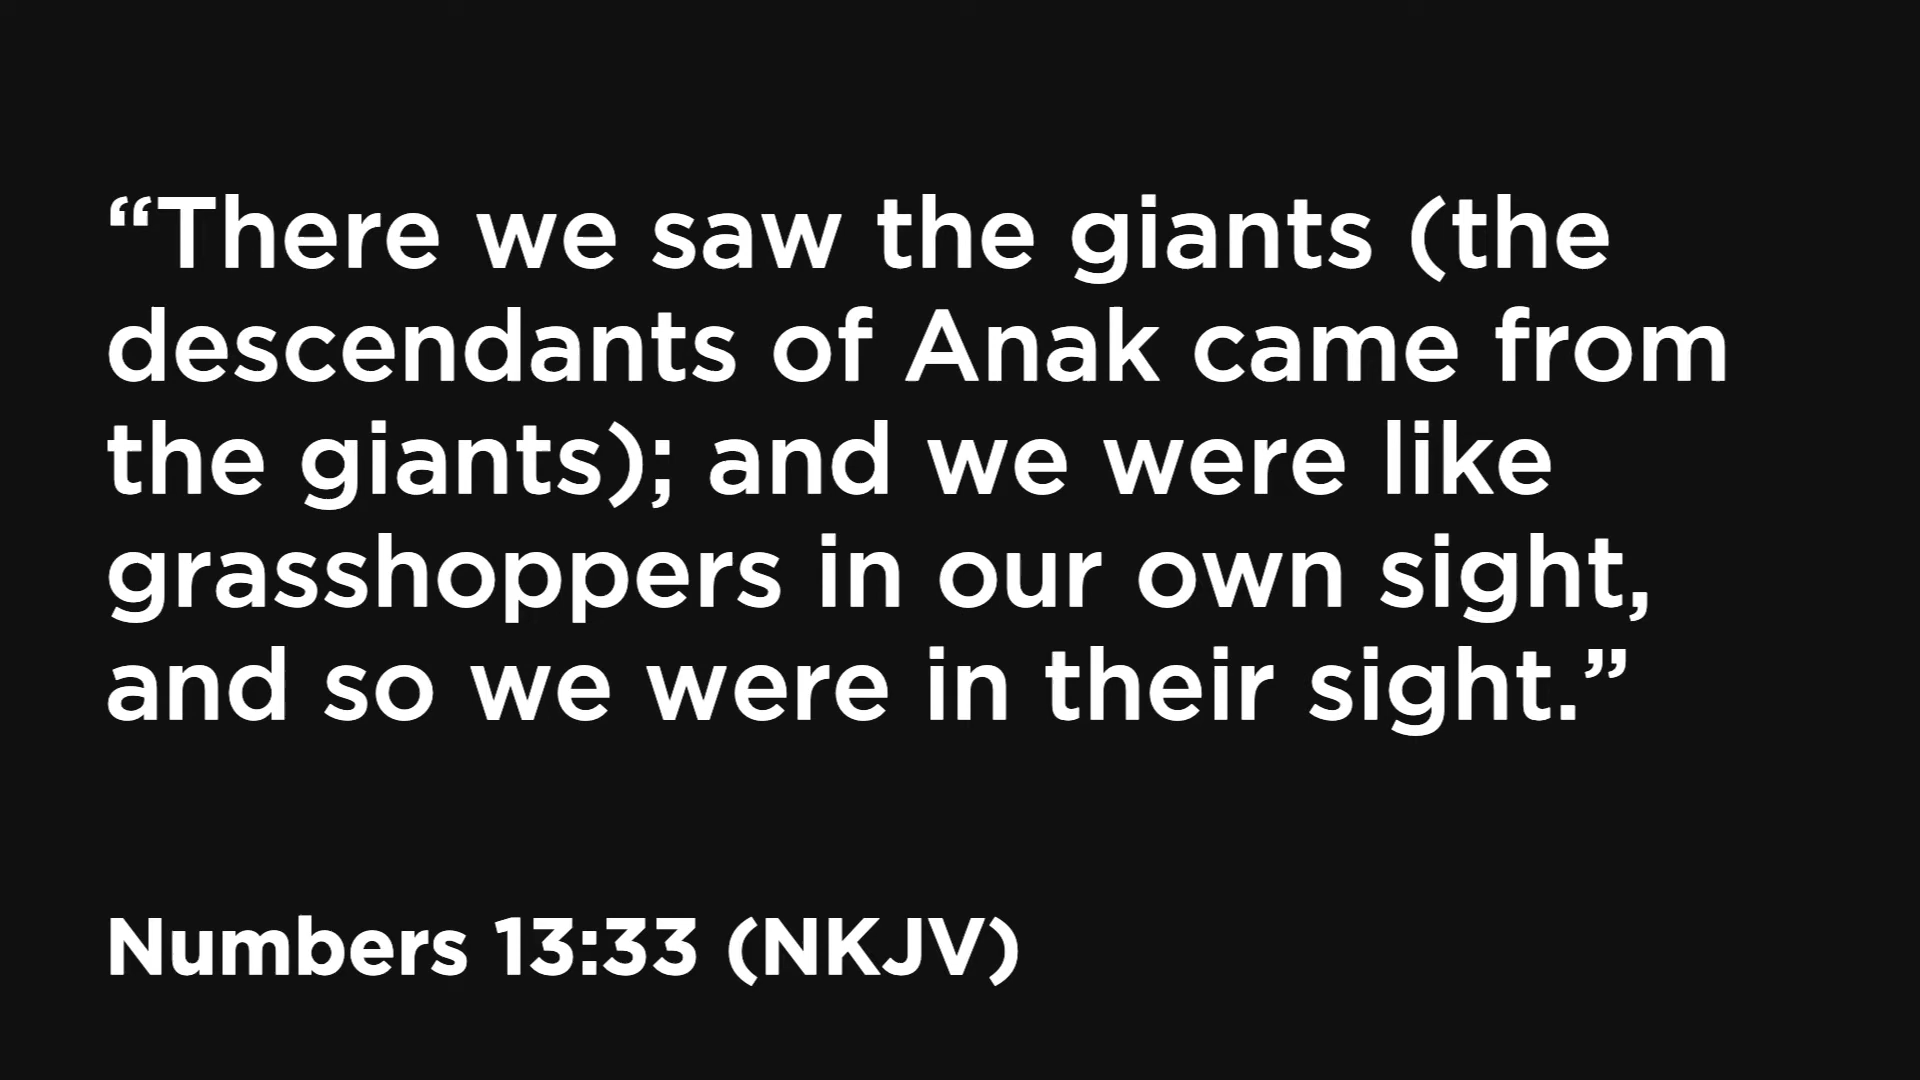 “There we saw the giants (the
descendants of Anak came from
the giants); and we were like
grasshoppers in our own sight,
and so we were in their sight.”
Numbers 13:33 (NKJV)